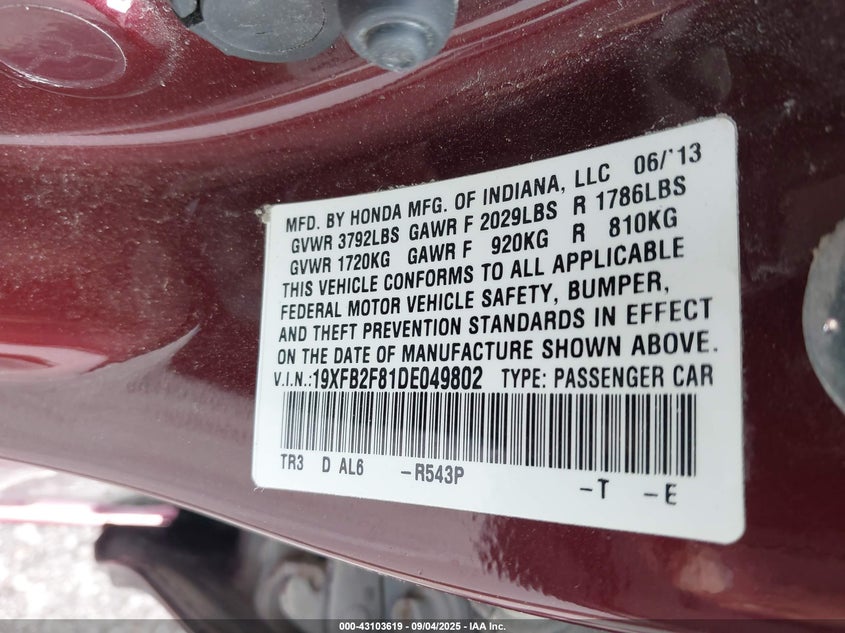 MFD. BY HONDA MFG. OF INDIANA, LLC 06/'13
GVWR 3792LBS GAWR F 2029LBS R 1786LBS
GVWR 1720KG GAWR F 920KG R 810KG
THIS VEHICLE CONFORMS TO ALL APPLICABLE
FEDERAL MOTOR VEHICLE SAFETY, BUMPER,
AND THEFT PREVENTION STANDARDS IN EFFECT
ON THE DATE OF MANUFACTURE SHOWN ABOVE.
V.I.N.:19XFB2F81DE049802 TYPE: PASSENGER CAR
TR3 D AL6 -R543P -T -E
000-43103619 - 09/04/2025 - IAA Inc.